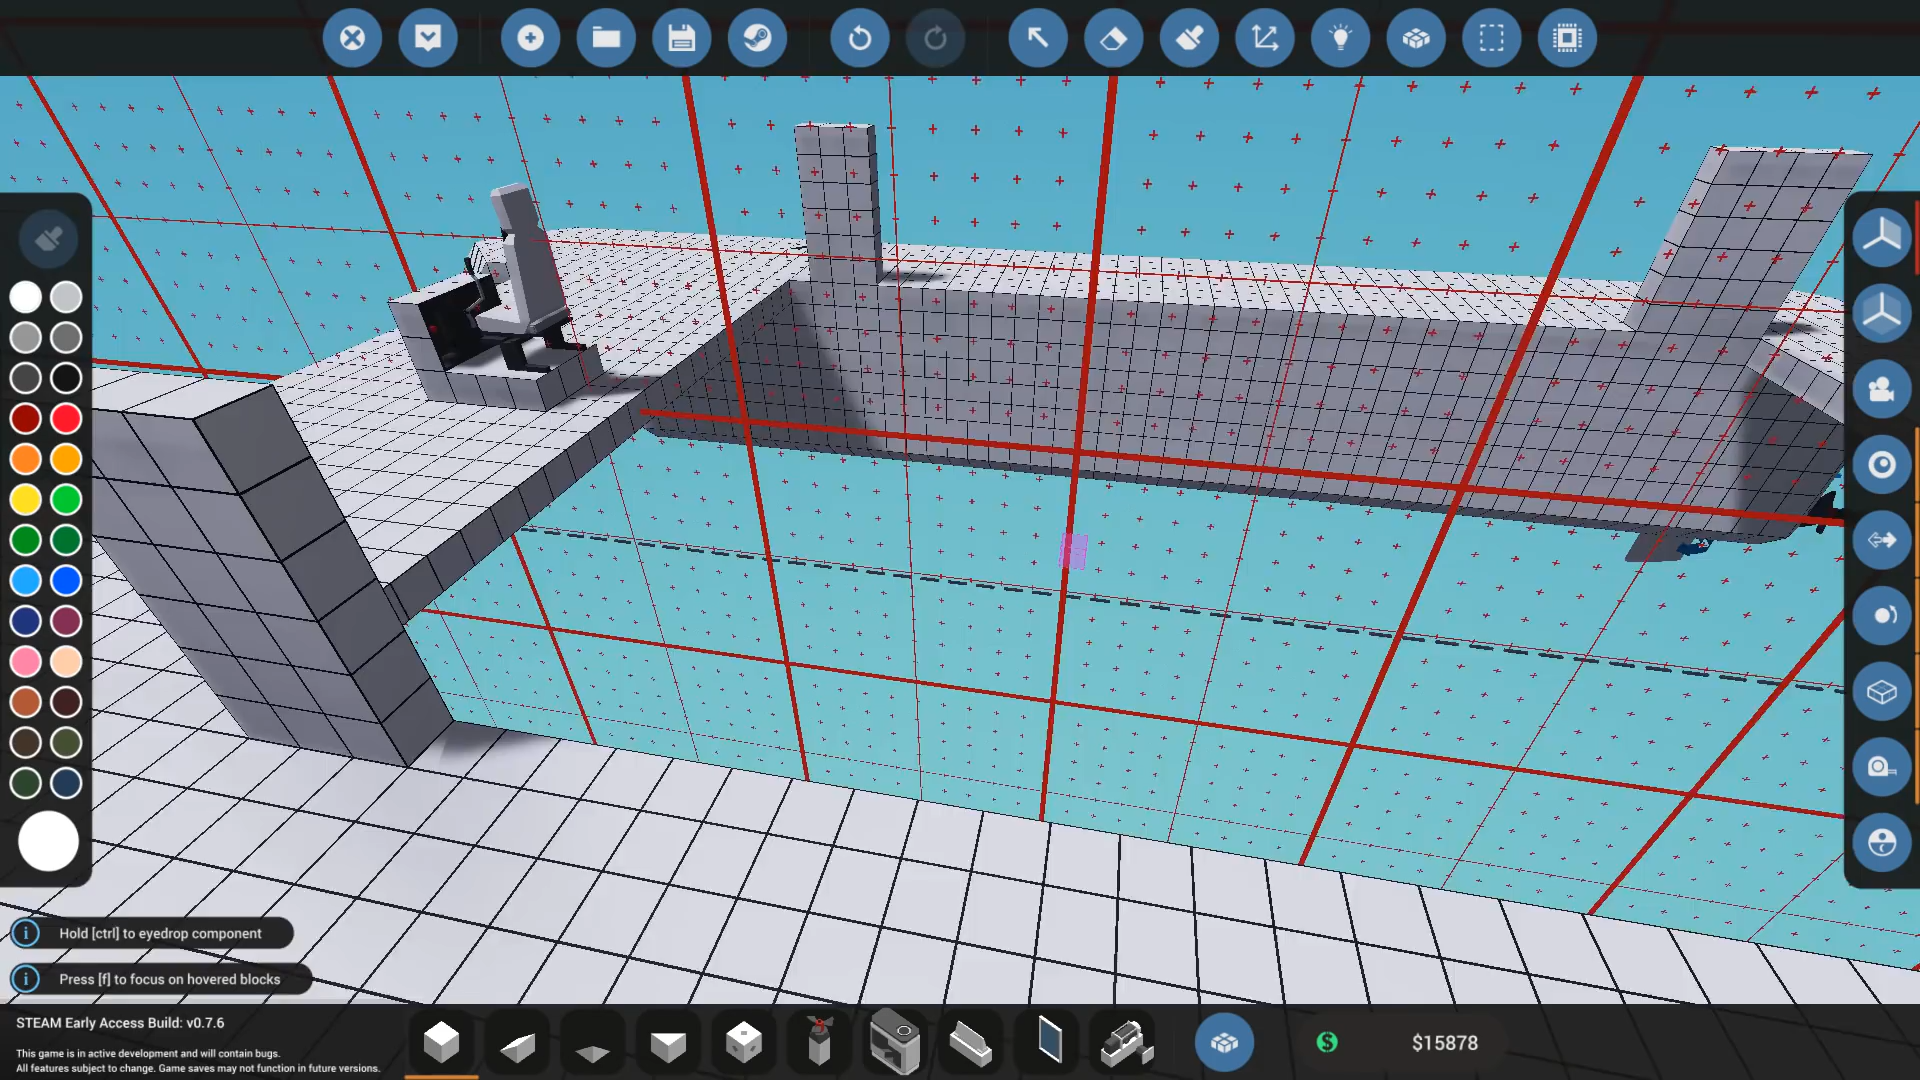 Hold [ctrl] to eyedrop component
Press [f] to focus on hovered blocks
STEAM Early Access Build: v0.7.6
This game is in active development and will contain bugs.
All features subject to change. Game saves may not function in future versions.
$15878